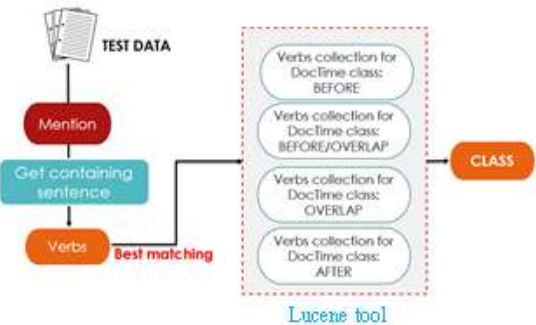 TEST DATA
Mention
Get containing
sentence
Verbs
Best matching
Verbs collection for
DocTime class:
BEFORE
Verbs collection for
DocTime class:
BEFORE/OVERLAP
Verbs collection for
DocTime class:
OVERLAP
Verbs collection for
DocTime class:
AFTER
CLASS
Lucene tool